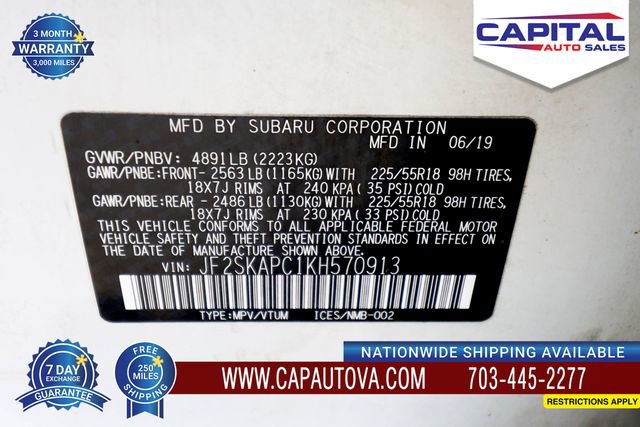 3 MONTH
WARRANTY
3,000 MILES
CAPITAL
AUTO SALES
MFD BY SUBARU CORPORATION
MFD IN 06/19
GVWR/PNBV: 4891LB (2223KG)
GAWR/PNBE:FRONT- 2563 LB (1165KG) WITH 225/55R18 98H TIRES,
18X7J RIMS AT 240 KPA ( 35 PSI) COLD
GAWR/PNBE:REAR - 2486 LB (1130KG) WITH 225/55R18 98H TIRES,
18X7J RIMS AT 230 KPA ( 33 PSI) COLD
THIS VEHICLE CONFORMS TO ALL APPLICABLE FEDERAL MOTOR
VEHICLE SAFETY AND THEFT PREVENTION STANDARDS IN EFFECT
ON THE DATE OF MANUFACTURE SHOWN ABOVE.
VIN: JF2SKAPC1KH570913
TYPE:MPV/VTUM ICES/NMB-002
NATIONWIDE SHIPPING AVAILABLE
7 DAY
EXCHANGE
GUARANTEE
FREE
250
MILES
SHIPPING
WWW.CAPAUTOVA.COM
703-445-2277
RESTRICTIONS APPLY